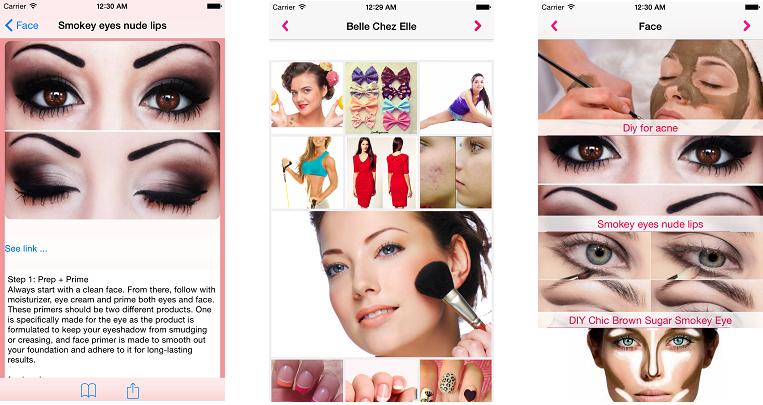 Carrier 12:30 AM
Face Smokey eyes nude lips
See link ...
Step 1: Prep + Prime
Always start with a clean face. From there, follow with
moisturizer, eye cream and prime both eyes and face.
These primers should be two different products. One
is specifically made for the eye as the product is
formulated to keep your eyeshadow from smudging
or creasing, and face primer is made to smooth out
your foundation and adhere to it for long-lasting
results.
Carrier 12:29 AM
Belle Chez Elle
Carrier 12:30 AM
Face
Diy for acne
Smokey eyes nude lips
DIY Chic Brown Sugar Smokey Eye